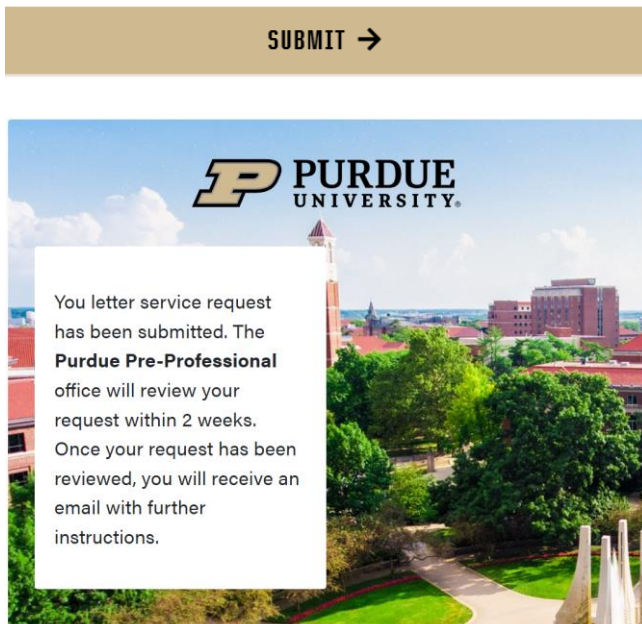 SUBMIT →
PURDUE
UNIVERSITY®
You letter service request
has been submitted. The
Purdue Pre-Professional
office will review your
request within 2 weeks.
Once your request has been
reviewed, you will receive an
email with further
instructions.